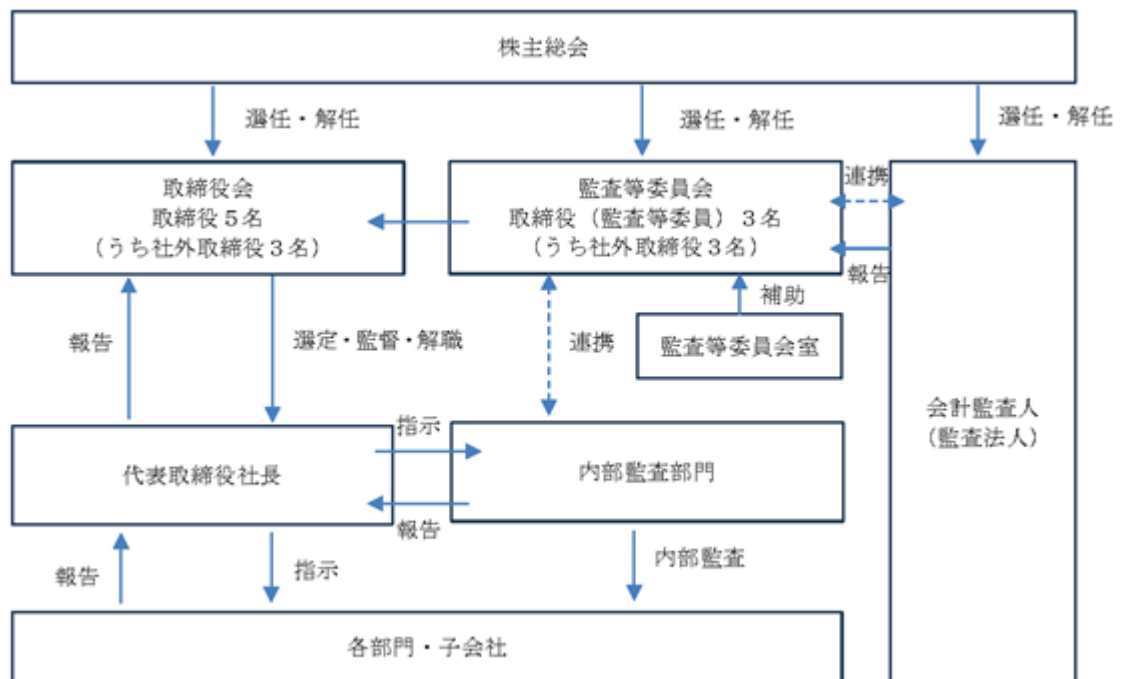 株主総会
選任・解任
選任・解任
選任・解任
取締役会
取締役5名
(うち社外取締役3名)
監査等委員会
取締役(監査等委員)3名
(うち社外取締役3名)
連携
報告
補助
監査等委員会室
報告
選定・監督・解職
連携
会計監査人
(監査法人)
代表取締役社長
指示
報告
内部監査部門
報告
指示
内部監査
各部門・子会社